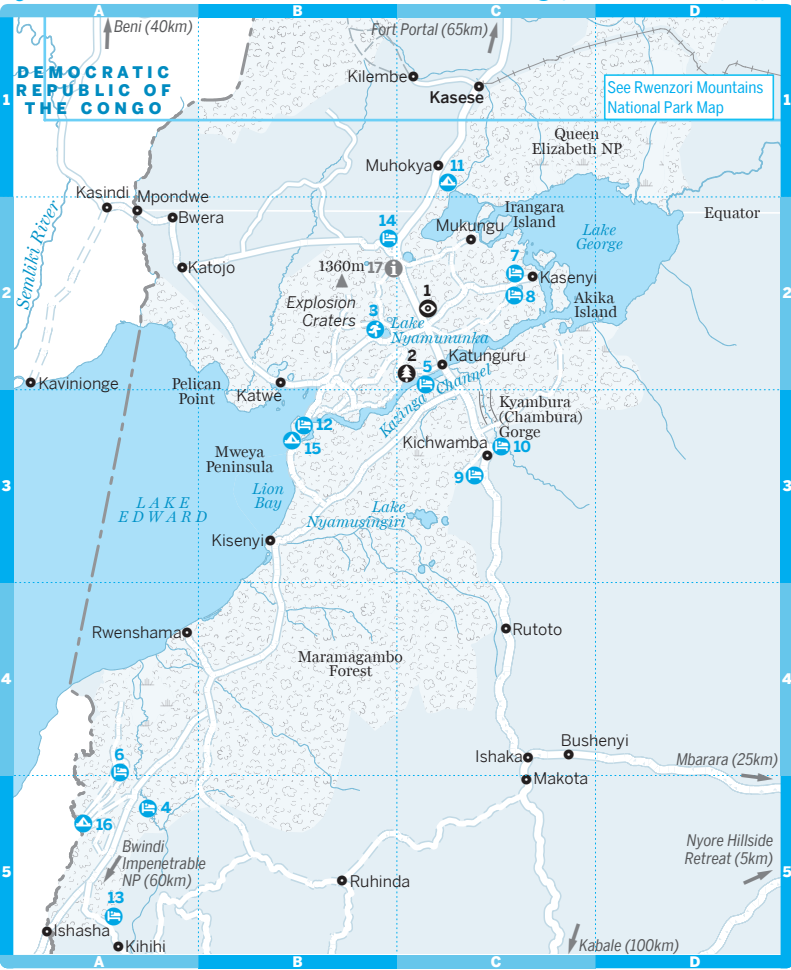 A
B
C
D
Beni (40km)
Fort Portal (65km)
DEMOCRATIC
REPUBLIC OF
THE CONGO
Kilembe
Kasese
See Rwenzori Mountains
National Park Map
1
1
Queen
Elizabeth NP
Muhokya
11
Kasindi
Mpondwe
Bwera
Irangara
Island
Equator
14
Mukungu
Lake
George
Semliki River
Katojo
1360m
17
7
Kasenyi
2
2
Explosion
Craters
1
8
Akika
Island
3
Lake
Nyamununka
2
Katunguru
5
Kavinionge
Pelican
Point
Katwe
Kazinga Channel
Kyambura
(Chambura)
Gorge
12
15
Kichwamba
10
Mweya
Peninsula
9
3
3
LAKE
EDWARD
Lion
Bay
Lake
Nyamusingiri
Kisenyi
Rwenshama
Rutoto
Maramagambo
Forest
4
4
Bushenyi
6
Ishaka
Mbarara (25km)
Makota
4
16
Bwindi
Impenetrable
NP (60km)
Nyore Hillside
Retreat (5km)
5
5
Ruhinda
13
Ishasha
Kihihi
Kabale (100km)
A
B
C
D